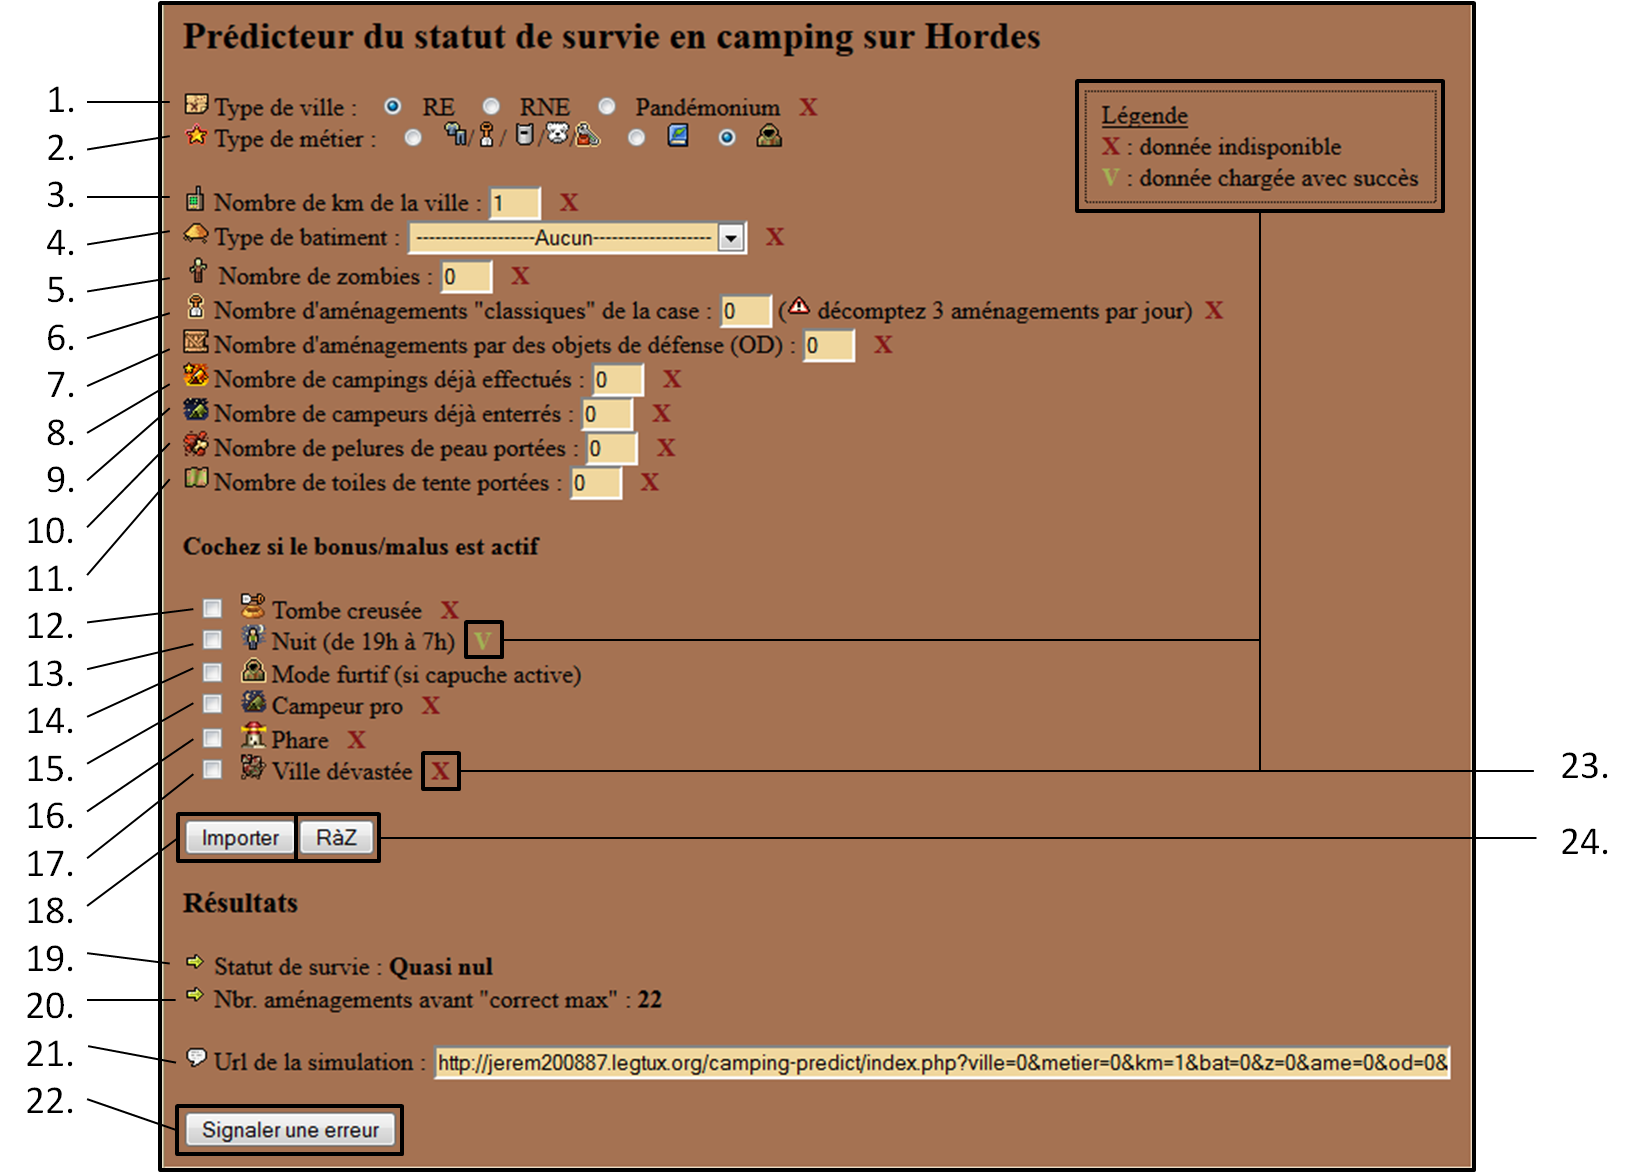 Prédicteur du statut de survie en camping sur Hordes
1. Type de ville : RE RNE Pandémonium X
2. Type de métier : / / / /
Légende
X : donnée indisponible
V : donnée chargée avec succès
3. Nombre de km de la ville : 1 X
4. Type de batiment : -------------------Aucun------------------- X
5. Nombre de zombies : 0 X
6. Nombre d'aménagements "classiques" de la case : 0 ( décomptez 3 aménagements par jour) X
7. Nombre d'aménagements par des objets de défense (OD) : 0 X
8. Nombre de campings déjà effectués : 0 X
9. Nombre de campeurs déjà enterrés : 0 X
10. Nombre de pelures de peau portées : 0 X
11. Nombre de toiles de tente portées : 0 X
Cochez si le bonus/malus est actif
12. Tombe creusée X
13. Nuit (de 19h à 7h) V
14. Mode furtif (si capuche active)
15. Campeur pro X
16. Phare X
17. Ville dévastée X
23.
18. Importer RàZ 24.
Résultats
19. Statut de survie : Quasi nul
20. Nbr. aménagements avant "correct max" : 22
21. Url de la simulation : http://jerem200887.legtux.org/camping-predict/index.php?ville=0&metier=0&km=1&bat=0&z=0&ame=0&od=0&
22. Signaler une erreur